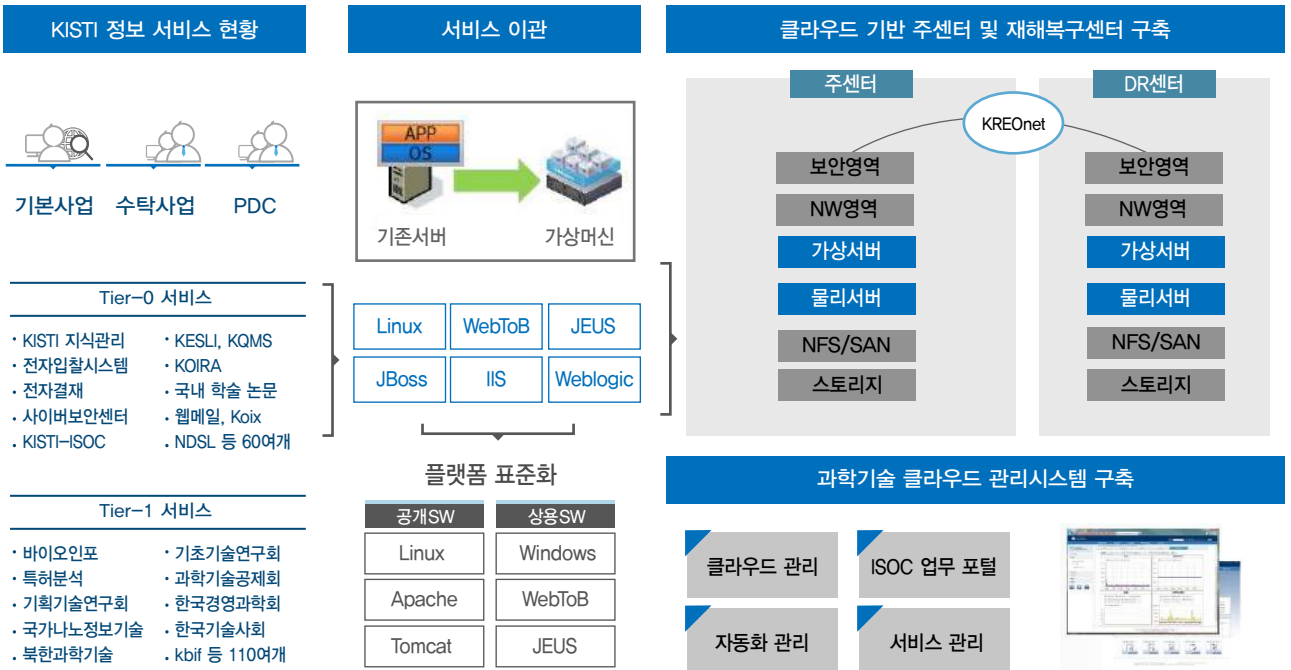 KISTI 정보 서비스 현황
기본사업
수탁사업
PDC
Tier-0 서비스
· KISTI 지식관리
· 전자입찰시스템
· 전자결재
· 사이버보안센터
· KISTI-ISOC
· KESLI, KQMS
· KOIRA
· 국내 학술 논문
· 웹메일, Koix
· NDSL 등 60여개
Tier-1 서비스
· 바이오인포
· 특허분석
· 기획기술연구회
· 국가나노정보기술
· 북한과학기술
· 기초기술연구회
· 과학기술공제회
· 한국경영과학회
· 한국기술사회
· kbif 등 110여개
서비스 이관
APP
OS
기존서버
가상머신
Linux
WebToB
JEUS
JBoss
IIS
Weblogic
플랫폼 표준화
공개SW
상용SW
Linux
Windows
Apache
WebToB
Tomcat
JEUS
클라우드 기반 주센터 및 재해복구센터 구축
주센터
DR센터
KREOnet
보안영역
NW영역
가상서버
물리서버
NFS/SAN
스토리지
보안영역
NW영역
가상서버
물리서버
NFS/SAN
스토리지
과학기술 클라우드 관리시스템 구축
클라우드 관리
ISOC 업무 포털
자동화 관리
서비스 관리